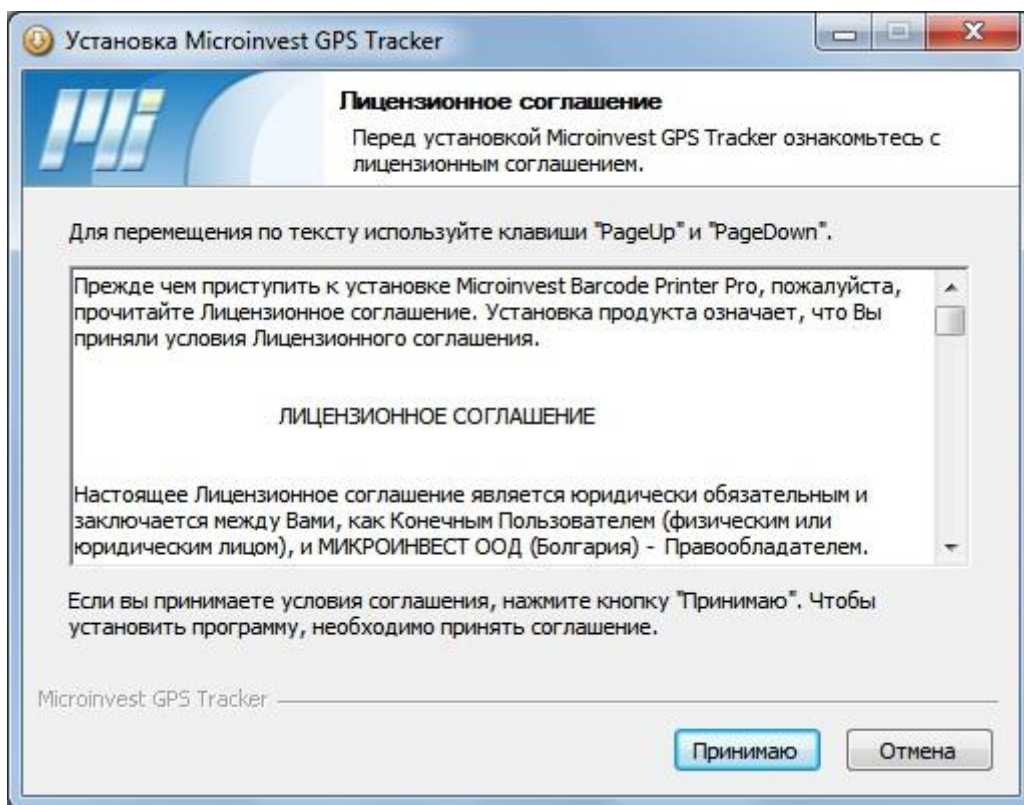 Установка Microinvest GPS Tracker
Mi
Лицензионное соглашение
Перед установкой Microinvest GPS Tracker ознакомьтесь с
лицензионным соглашением.
Для перемещения по тексту используйте клавиши "PageUp" и "PageDown".
Прежде чем приступить к установке Microinvest Barcode Printer Pro, пожалуйста,
прочитайте Лицензионное соглашение. Установка продукта означает, что Вы
приняли условия Лицензионного соглашения.
ЛИЦЕНЗИОННОЕ СОГЛАШЕНИЕ
Настоящее Лицензионное соглашение является юридически обязательным и
заключается между Вами, как Конечным Пользователем (физическим или
юридическим лицом), и МИКРОИНВЕСТ ООД (Болгария) - Правообладателем.
Если вы принимаете условия соглашения, нажмите кнопку "Принимаю". Чтобы
установить программу, необходимо принять соглашение.
Microinvest GPS Tracker
Принимаю
Отмена